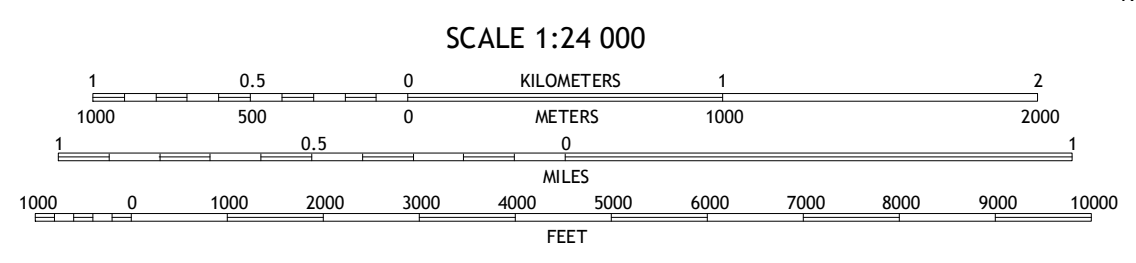 SCALE 1:24 000
1 0.5 0 KILOMETERS 1 2
1000 500 0 METERS 1000 2000
1 0.5 0 1
MILES
1000 0 1000 2000 3000 4000 5000 6000 7000 8000 9000 10000
FEET